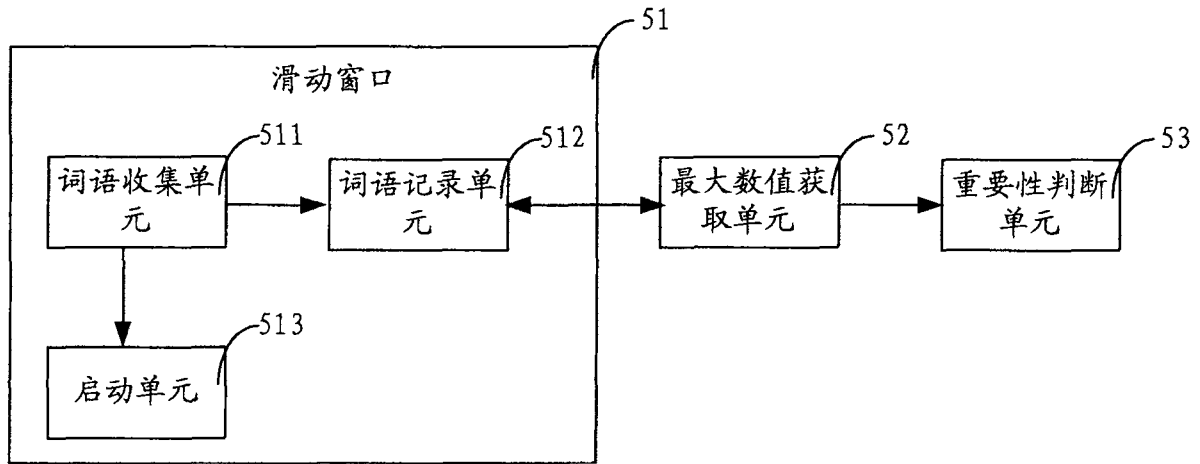 51
滑动窗口
511
词语收集单
元
512
词语记录单
元
52
最大数值获
取单元
53
重要性判断
单元
513
启动单元